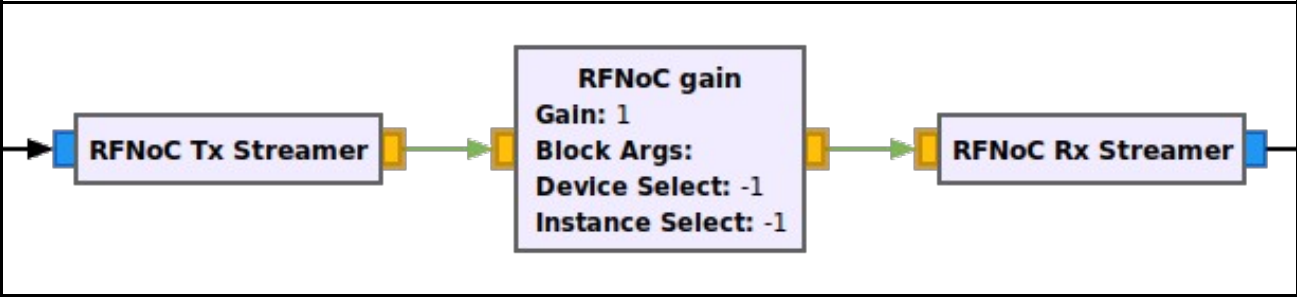 RFNoC Tx Streamer
RFNoC gain
Gain: 1
Block Args:
Device Select: -1
Instance Select: -1
RFNoC Rx Streamer